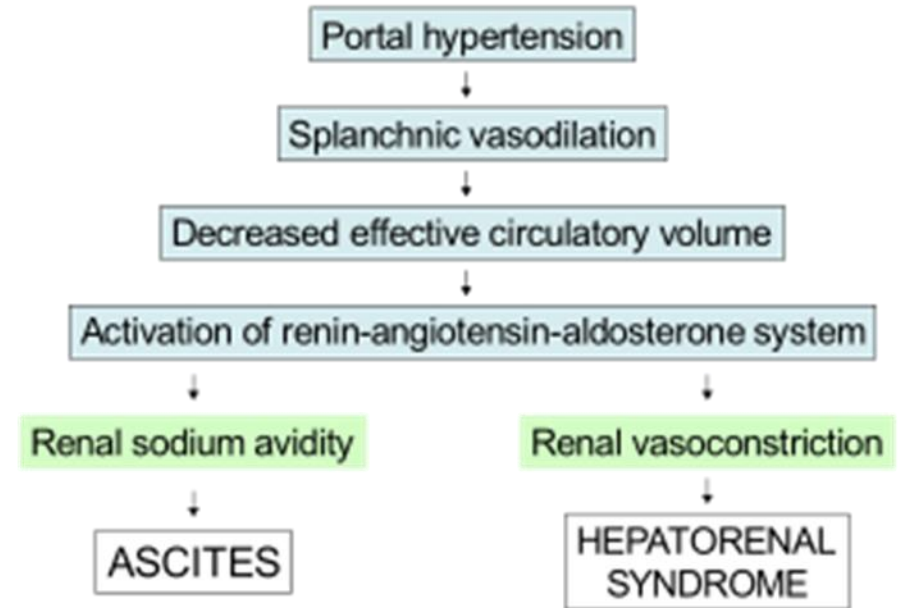 Portal hypertension
Splanchnic vasodilation
Decreased effective circulatory volume
Activation of renin-angiotensin-aldosterone system
Renal sodium avidity
Renal vasoconstriction
ASCITES
HEPATORENAL
SYNDROME